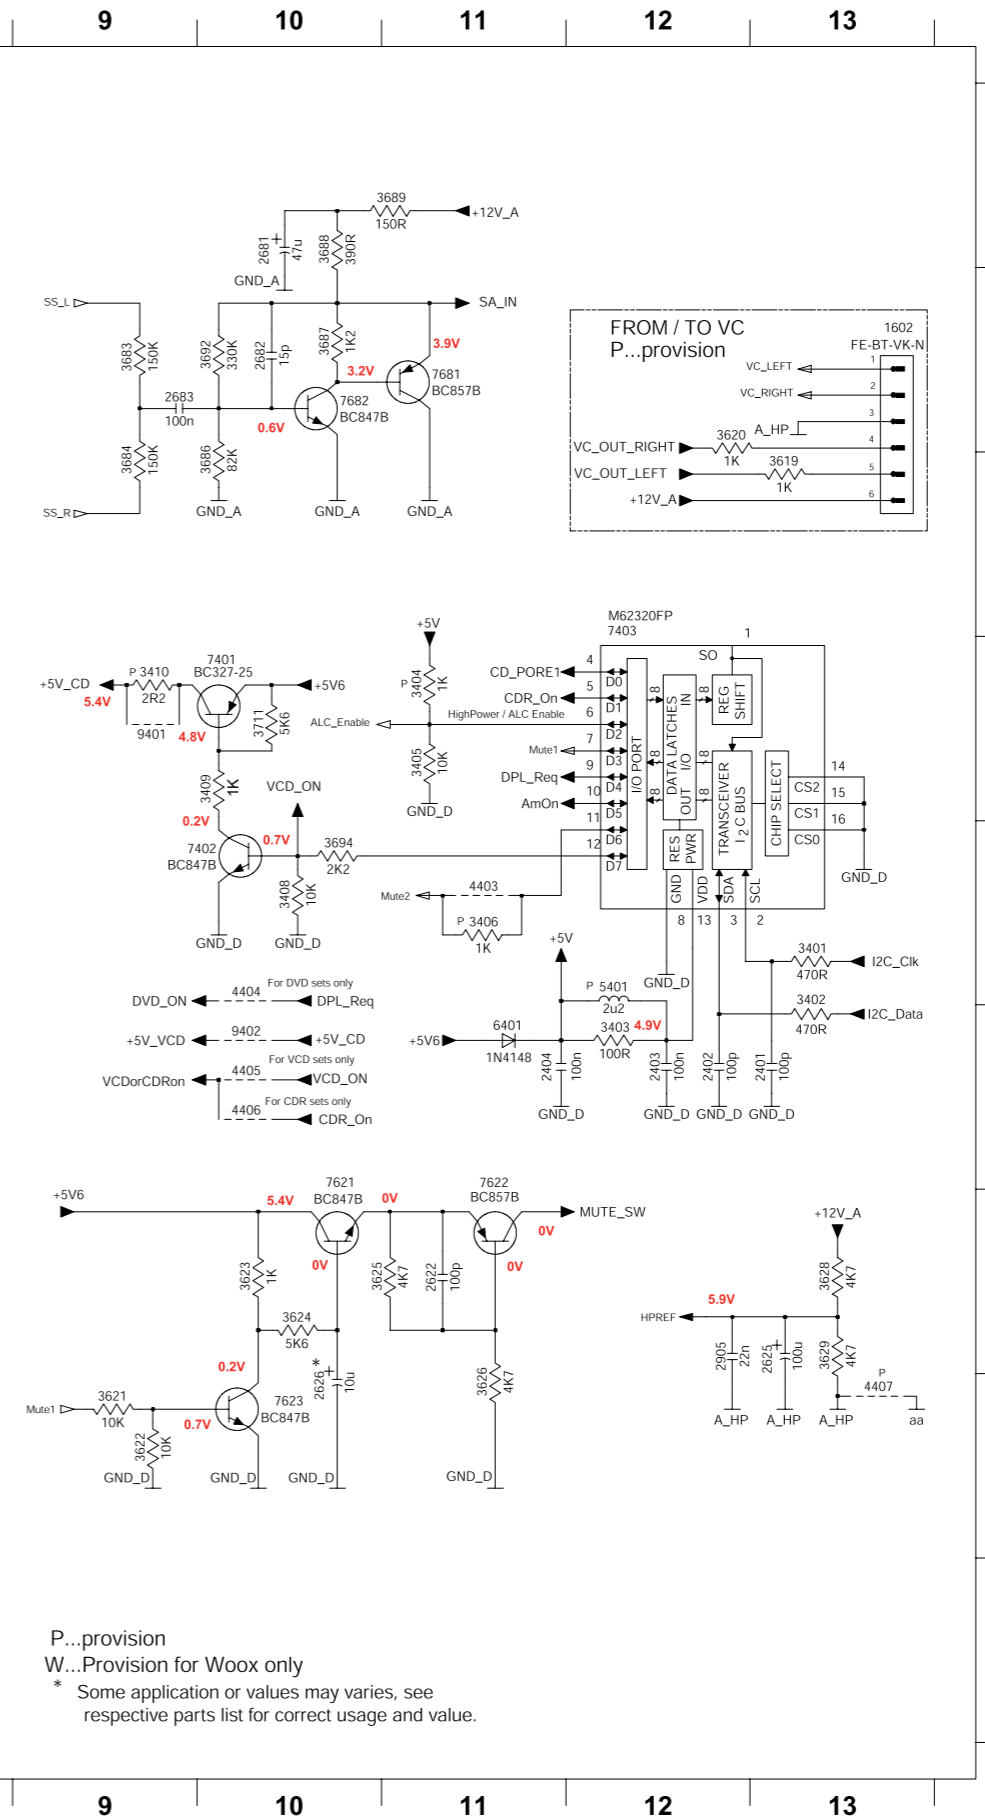 9 10 11 12 13
3689
150R
+12V_A
2681
+
47u
3688
390R
GND_A
SS_L
SA_IN
3683
150K
3692
330K
2682
15p
3687
1K2
3.9V
3.2V
7681
BC857B
2683
100n
7682
BC847B
0.6V
3684
150K
3686
82K
SS_R
GND_A
GND_A
GND_A
FROM / TO VC
P...provision
1602
FE-BT-VK-N
VC_LEFT
1
VC_RIGHT
2
A_HP
3
VC_OUT_RIGHT
3620
1K
4
VC_OUT_LEFT
3619
1K
5
+12V_A
6
M62320FP
7403
1
+5V
7401
BC327-25
P 3410
2R2
+5V_CD
5.4V
9401
4.8V
+5V6
3711
5K6
P
3404
1K
ALC_Enable
HighPower / ALC Enable
3405
10K
GND_D
CD_PORE1
4
D0
CDR_On
5
D1
6
D2
Mute1
7
D3
DPL_Req
9
D4
AmOn
10
D5
11
D6
12
D7
I/O PORT
8
8
8
DATA LATCHES
IN
I/O
OUT
8
8
8
SO
REG
SHIFT
TRANSCEIVER
I 2 C BUS
CHIP SELECT
14
CS2
15
CS1
16
CS0
GND_D
RES
PWR
GND
VDD
SDA
SCL
8 13 3 2
3409
1K
VCD_ON
0.2V
0.7V
7402
BC847B
3694
2K2
3408
10K
GND_D
GND_D
Mute2
4403
P 3406
1K
+5V
GND_D
3401
470R
I2C_Clk
3402
470R
I2C_Data
P 5401
2u2
For DVD sets only
DVD_ON
4404
DPL_Req
+5V_VCD
9402
+5V_CD
For VCD sets only
VCDorCDRon
4405
VCD_ON
For CDR sets only
4406
CDR_On
+5V6
6401
1N4148
3403
100R
4.9V
2404
100n
2403
100n
2402
100p
2401
100p
GND_D
GND_D
GND_D
GND_D
+5V6
5.4V
7621
BC847B
0V
7622
BC857B
MUTE_SW
0V
0V
0V
3623
1K
3625
4K7
2622
100p
3624
5K6
2626
*
+
10u
3626
4K7
0.2V
Mute1
3621
10K
0.7V
7623
BC847B
3622
10K
GND_D
GND_D
GND_D
GND_D
+12V_A
3628
4K7
5.9V
HPREF
2905
22n
2625
+
100u
3629
4K7
P
4407
A_HP
A_HP
A_HP
aa
P...provision
W...Provision for Woox only
* Some application or values may varies, see
respective parts list for correct usage and value.
9 10 11 12 13